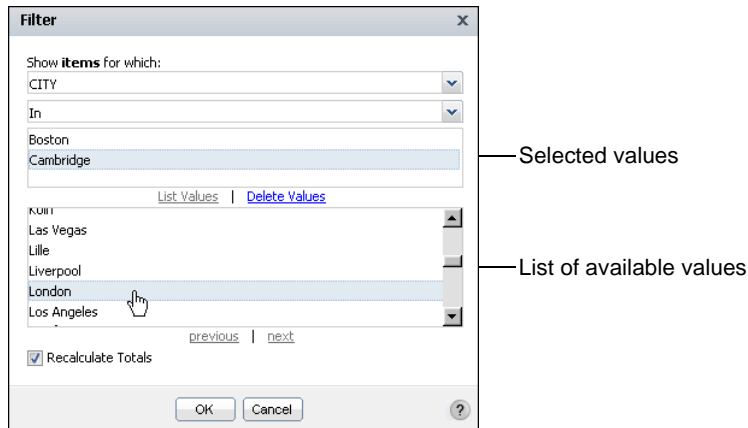 Filter
x
Show items for which:
CITY
In
Boston
Cambridge
Selected values
List Values | Delete Values
Köln
Las Vegas
Lille
Liverpool
London
Los Angeles
List of available values
previous | next
Recalculate Totals
OK Cancel ?